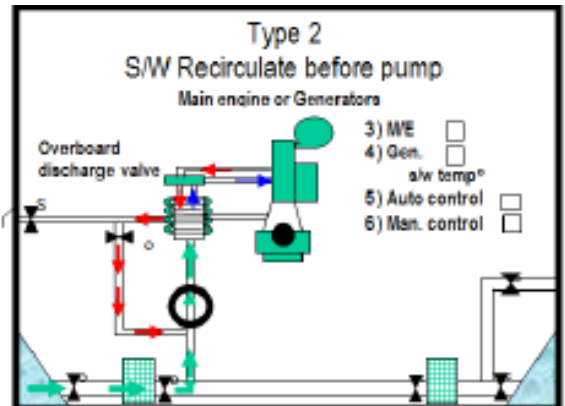 Type 2
S/W Recirculate before pump
Main engine or Generators
Overboard
discharge valve
3) M/E
4) Gen.
s/w temp°
5) Auto control
6) Man. control
S
o